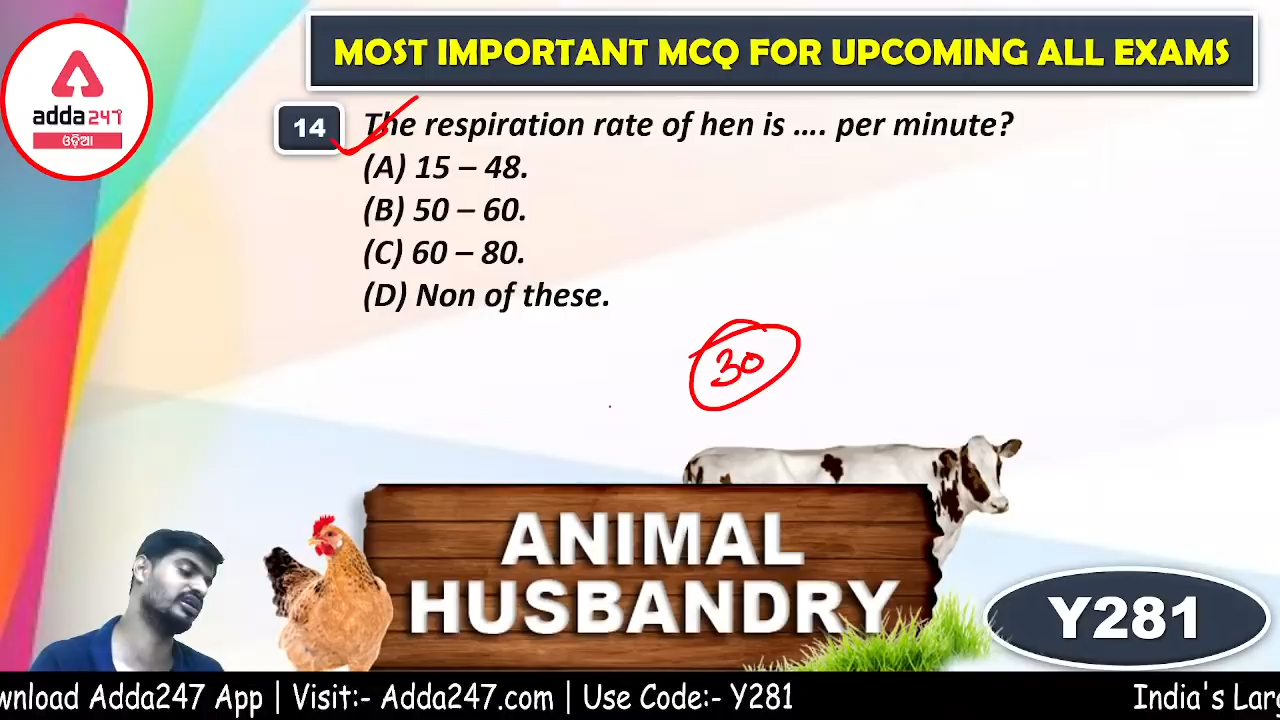 MOST IMPORTANT MCQ FOR UPCOMING ALL EXAMS
adda247
ଓଡ଼ିଆ
14 The respiration rate of hen is .... per minute?
(A) 15 – 48.
(B) 50 – 60.
(C) 60 – 80.
(D) Non of these.
30
ANIMAL
HUSBANDRY
Y281
wnload Adda247 App | Visit:- Adda247.com | Use Code:- Y281 India's Larg